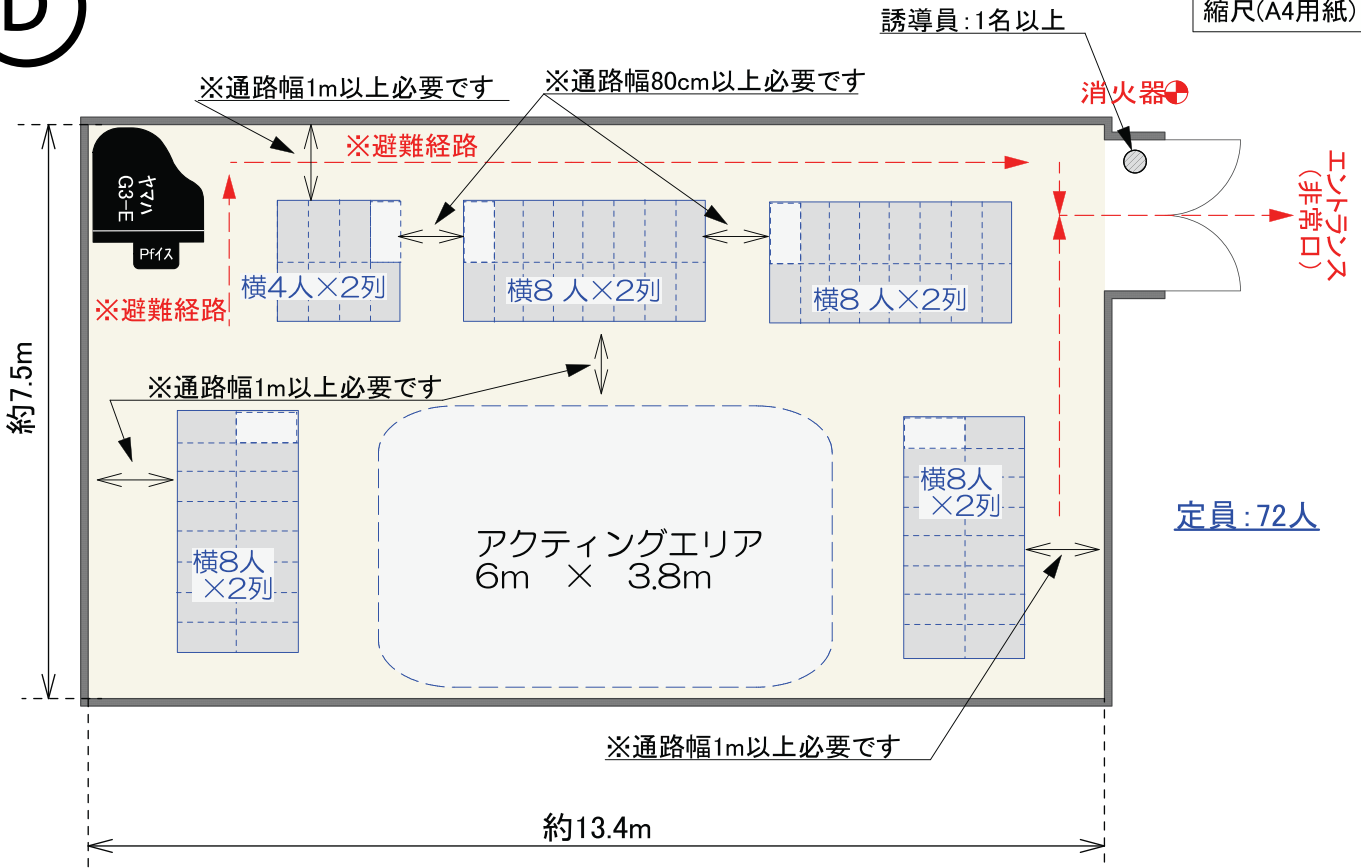 D
縮尺(A4用紙)
誘導員:1名以上
※通路幅1m以上必要です
※通路幅80cm以上必要です
消火器
※避難経路
ヤマハ
G3-E
Pfイス
エントランス
(非常口)
横4人×2列
横8 人×2列
横8 人×2列
※避難経路
約7.5m
※通路幅1m以上必要です
横8人
×2列
定員:72人
アクティングエリア
6m × 3.8m
横8人
×2列
※通路幅1m以上必要です
約13.4m